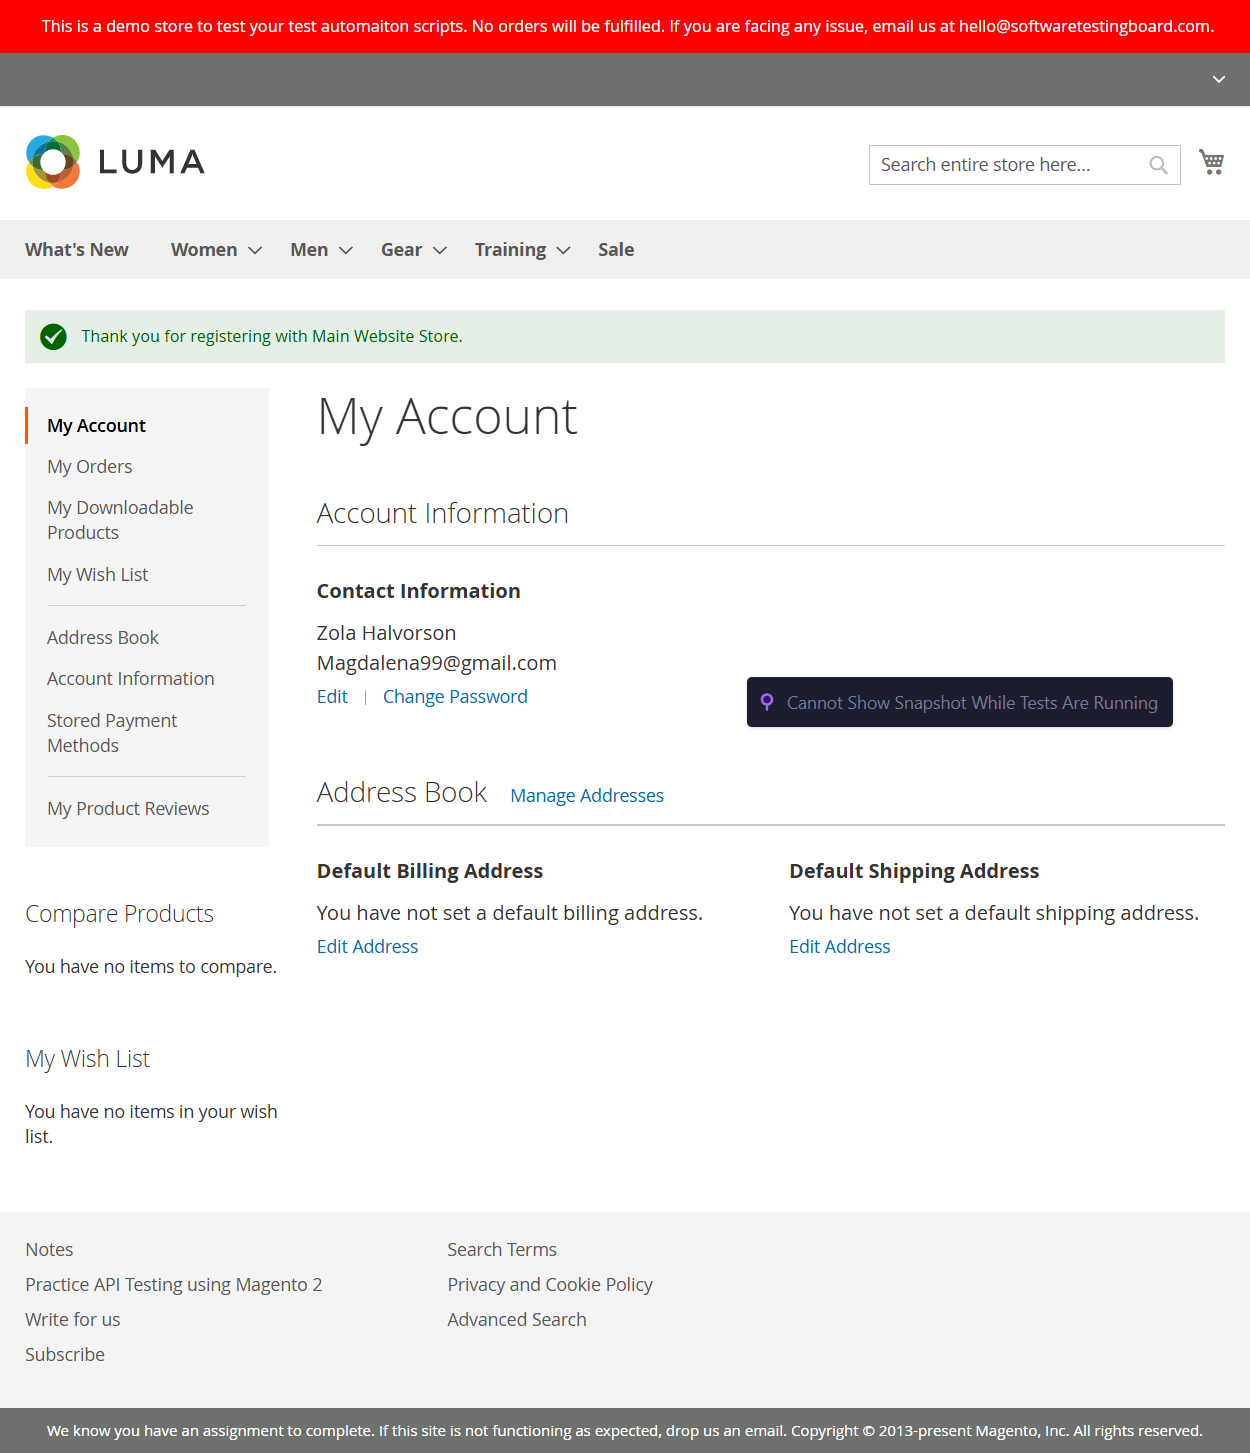 This is a demo store to test your test automaiton scripts. No orders will be fulfilled. If you are facing any issue, email us at hello@softwaretestingboard.com.
LUMA
Search entire store here...
What's New Women Men Gear Training Sale
Thank you for registering with Main Website Store.
My Account
My Orders
My Downloadable
Products
My Wish List
Address Book
Account Information
Stored Payment
Methods
My Product Reviews
Compare Products
You have no items to compare.
My Wish List
You have no items in your wish
list.
My Account
Account Information
Contact Information
Zola Halvorson
Magdalena99@gmail.com
Edit | Change Password
Cannot Show Snapshot While Tests Are Running
Address Book Manage Addresses
Default Billing Address
You have not set a default billing address.
Edit Address
Default Shipping Address
You have not set a default shipping address.
Edit Address
Notes
Practice API Testing using Magento 2
Write for us
Subscribe
Search Terms
Privacy and Cookie Policy
Advanced Search
We know you have an assignment to complete. If this site is not functioning as expected, drop us an email. Copyright © 2013-present Magento, Inc. All rights reserved.